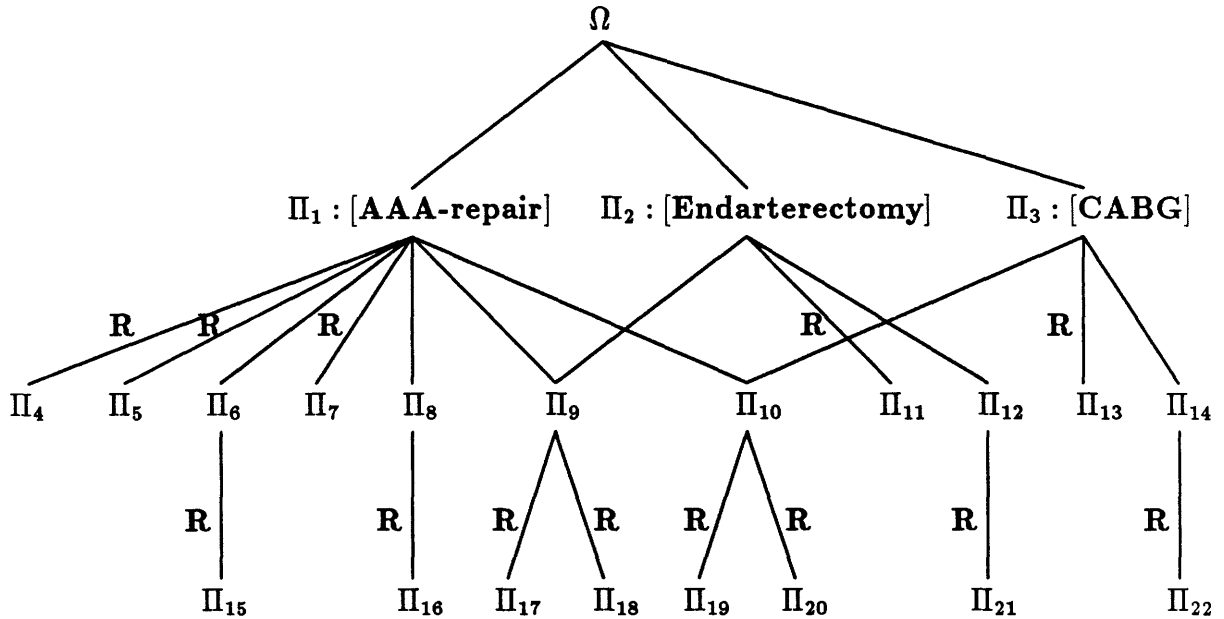 Ω
Π₁ : [AAA-repair] Π₂ : [Endarterectomy] Π₃ : [CABG]
R R R R R
Π₄ Π₅ Π₆ Π₇ Π₈ Π₉ Π₁₀ Π₁₁ Π₁₂ Π₁₃ Π₁₄
R R R R R R R R
Π₁₅ Π₁₆ Π₁₇ Π₁₈ Π₁₉ Π₂₀ Π₂₁ Π₂₂